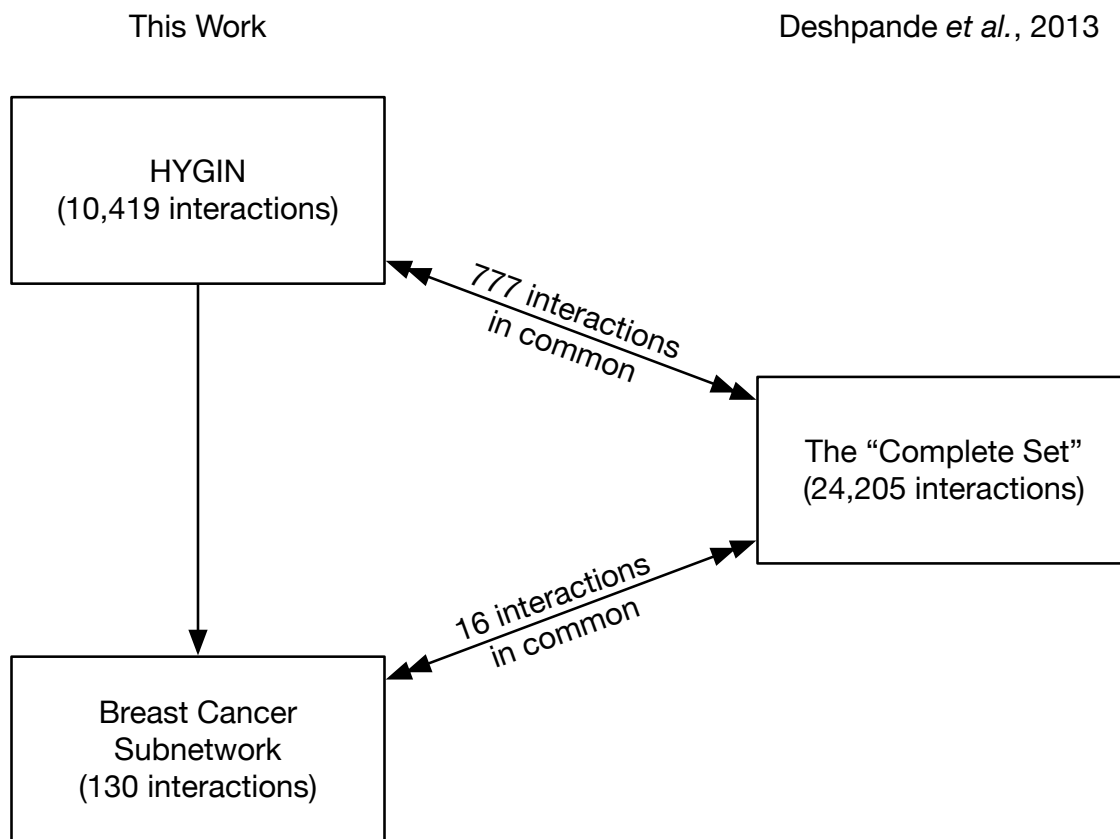 This Work
Deshpande et al., 2013
HYGIN
(10,419 interactions)
777 interactions
in common
The “Complete Set”
(24,205 interactions)
16 interactions
in common
Breast Cancer
Subnetwork
(130 interactions)